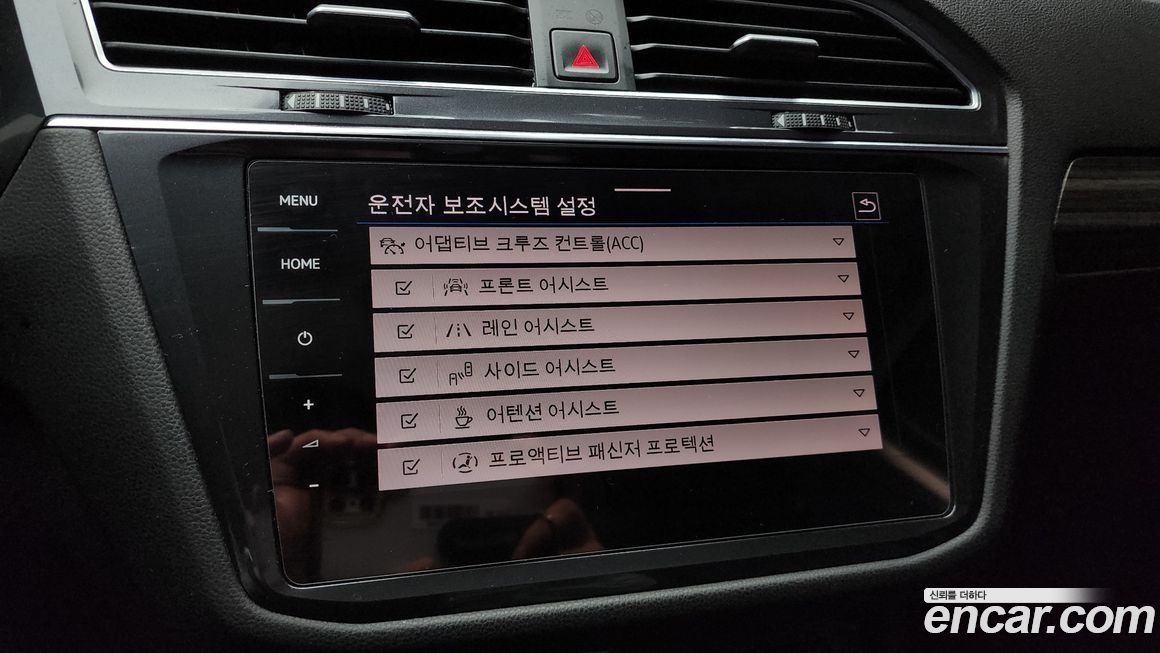 MENU
운전자 보조시스템 설정
어댑티브 크루즈 컨트롤(ACC)
HOME
프론트 어시스트
레인 어시스트
사이드 어시스트
어텐션 어시스트
프로액티브 패신저 프로텍션
신뢰를 더하다
encar.com